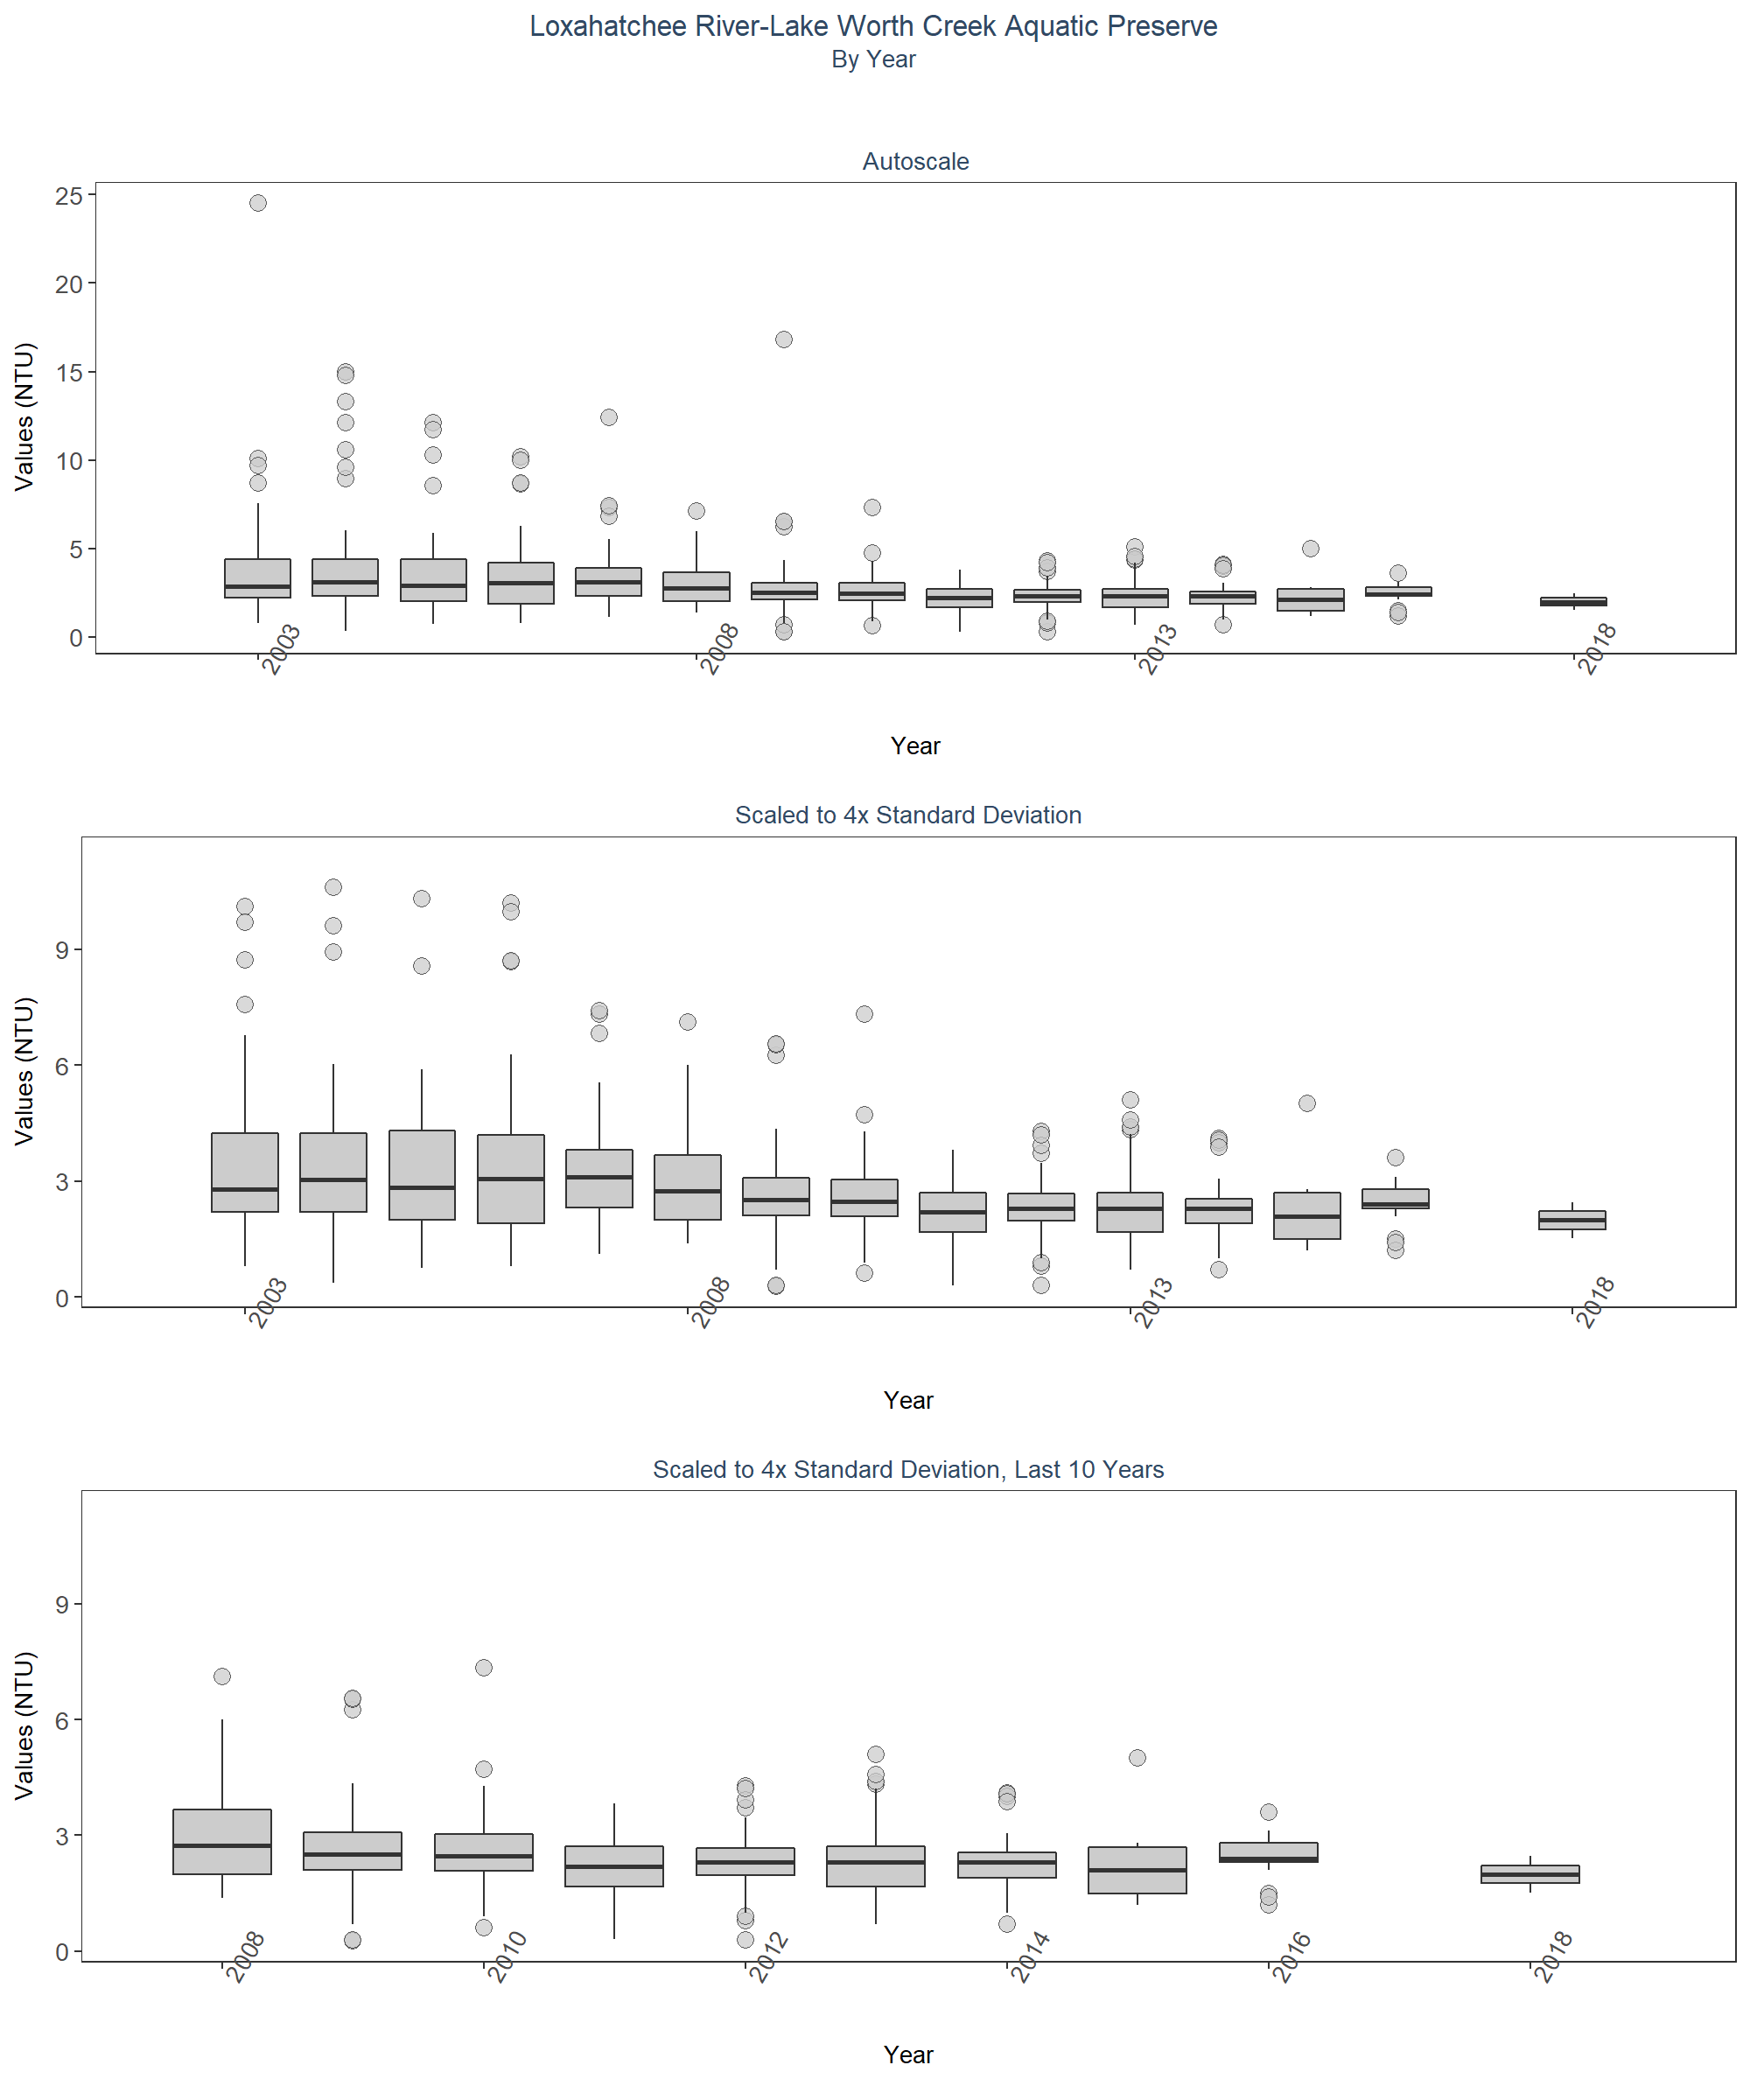 Loxahatchee River-Lake Worth Creek Aquatic Preserve
By Year
Autoscale
Values (NTU)
25
20
15
10
5
0
2003
2008
2013
2018
Year
Scaled to 4x Standard Deviation
Values (NTU)
9
6
3
0
2003
2008
2013
2018
Year
Scaled to 4x Standard Deviation, Last 10 Years
Values (NTU)
9
6
3
0
2008
2010
2012
2014
2016
2018
Year